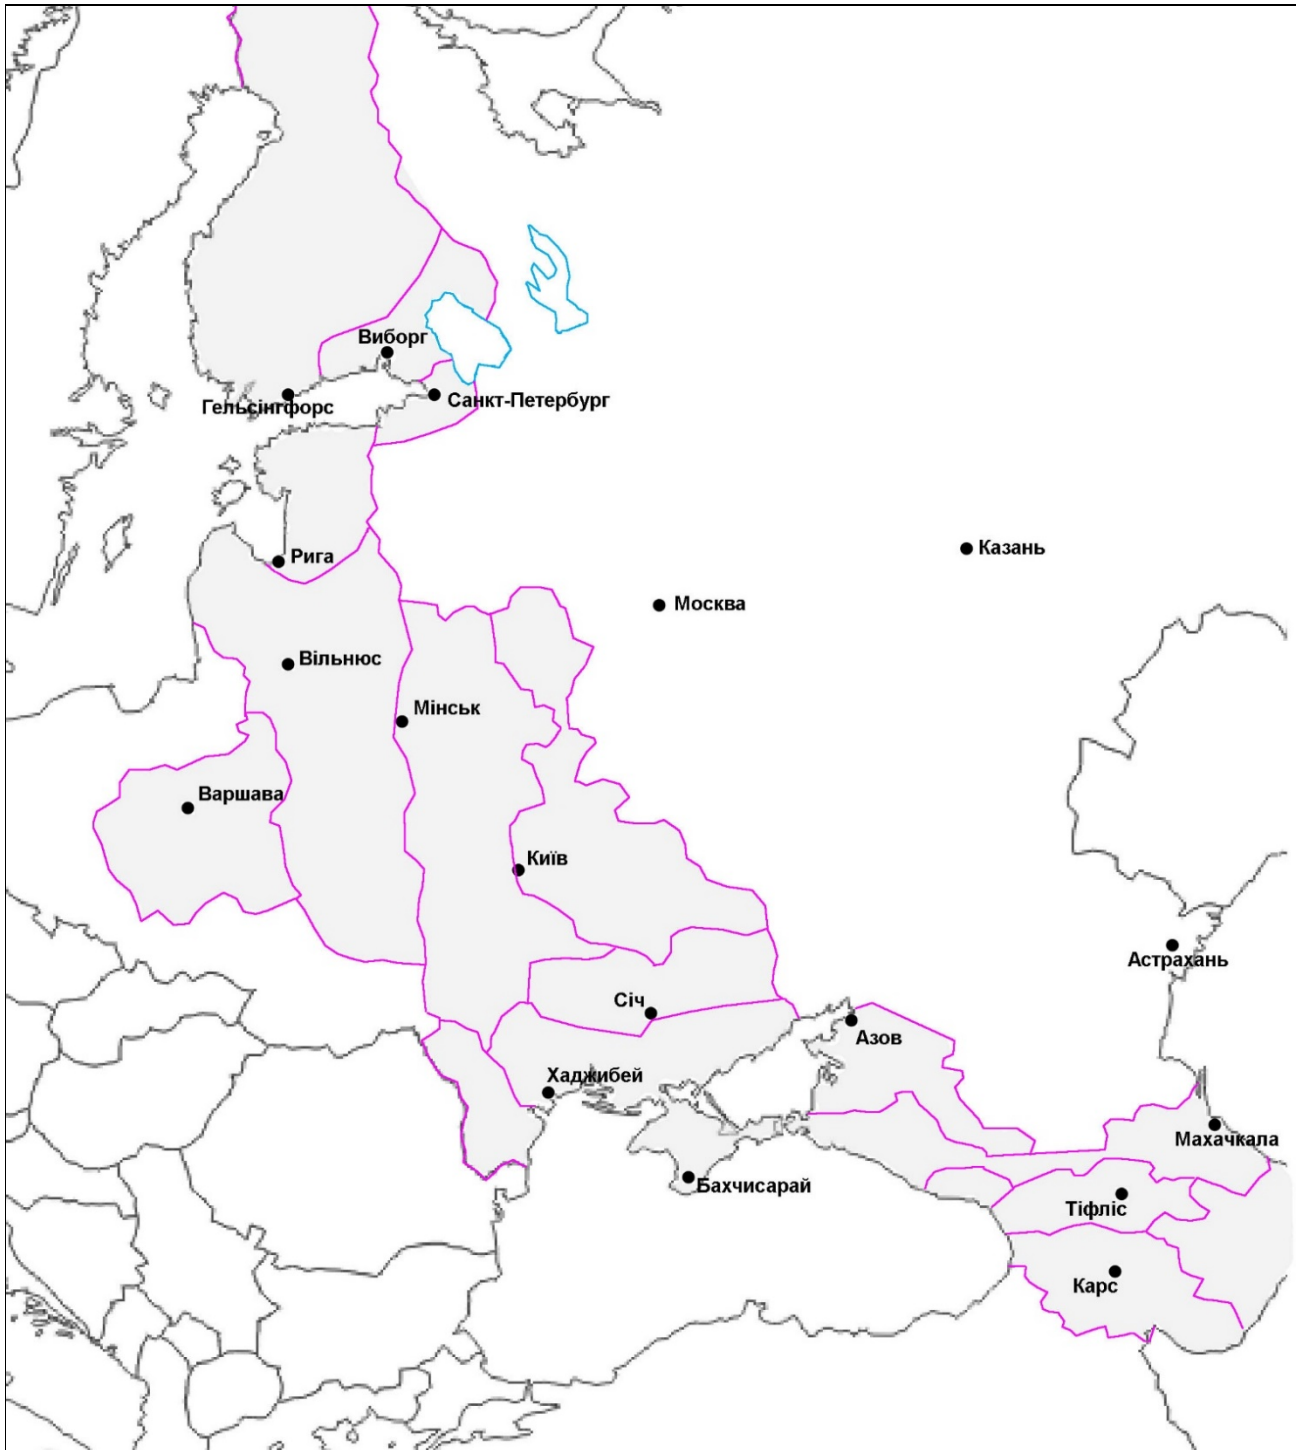 Виборг
Гельсінгфорс
Санкт-Петербург
Рига
Казань
Москва
Вільнюс
Мінськ
Варшава
Київ
Астрахань
Січ
Азов
Хаджибей
Махачкала
Бахчисарай
Тіфліс
Карс